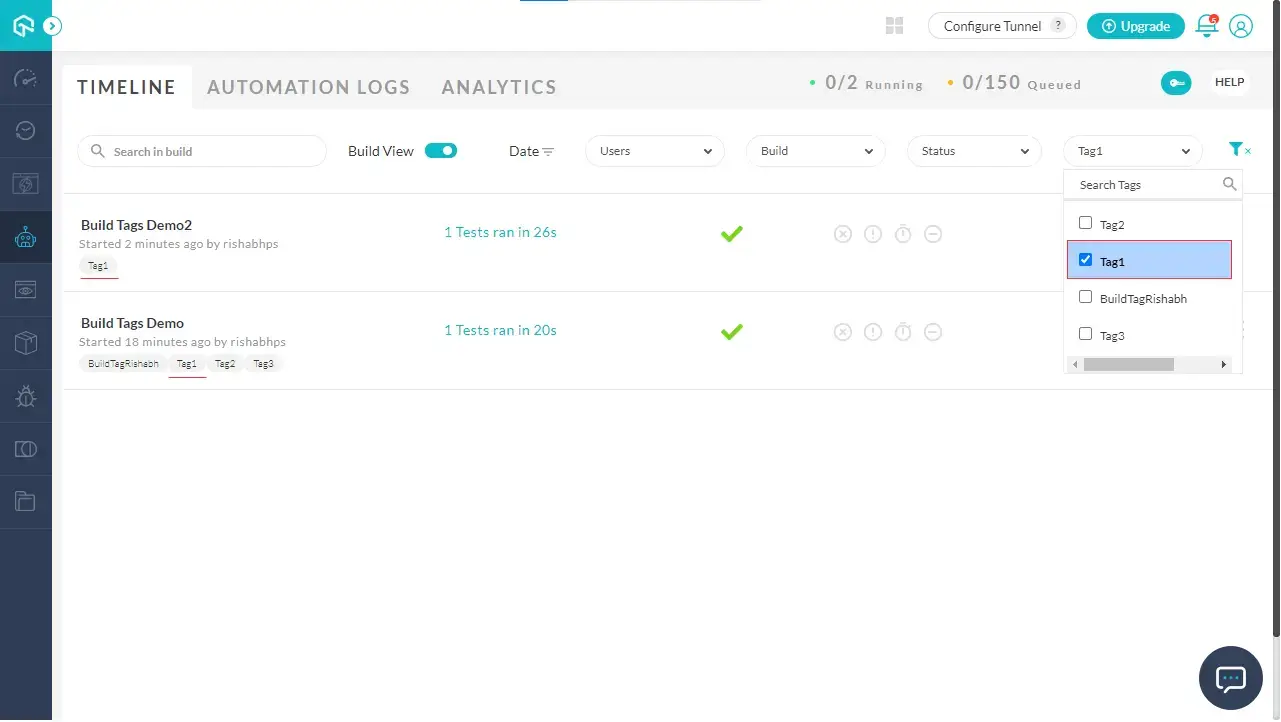 Configure Tunnel ?
Upgrade
5
TIMELINE AUTOMATION LOGS ANALYTICS
0/2 Running 0/150 Queued
HELP
Search in build
Build View
Date
Users
Build
Status
Tag1
Search Tags
Tag2
Tag1
BuildTagRishabh
Tag3
Build Tags Demo2
Started 2 minutes ago by rishabhps
Tag1
1 Tests ran in 26s
Build Tags Demo
Started 18 minutes ago by rishabhps
BuildTagRishabh Tag1 Tag2 Tag3
1 Tests ran in 20s